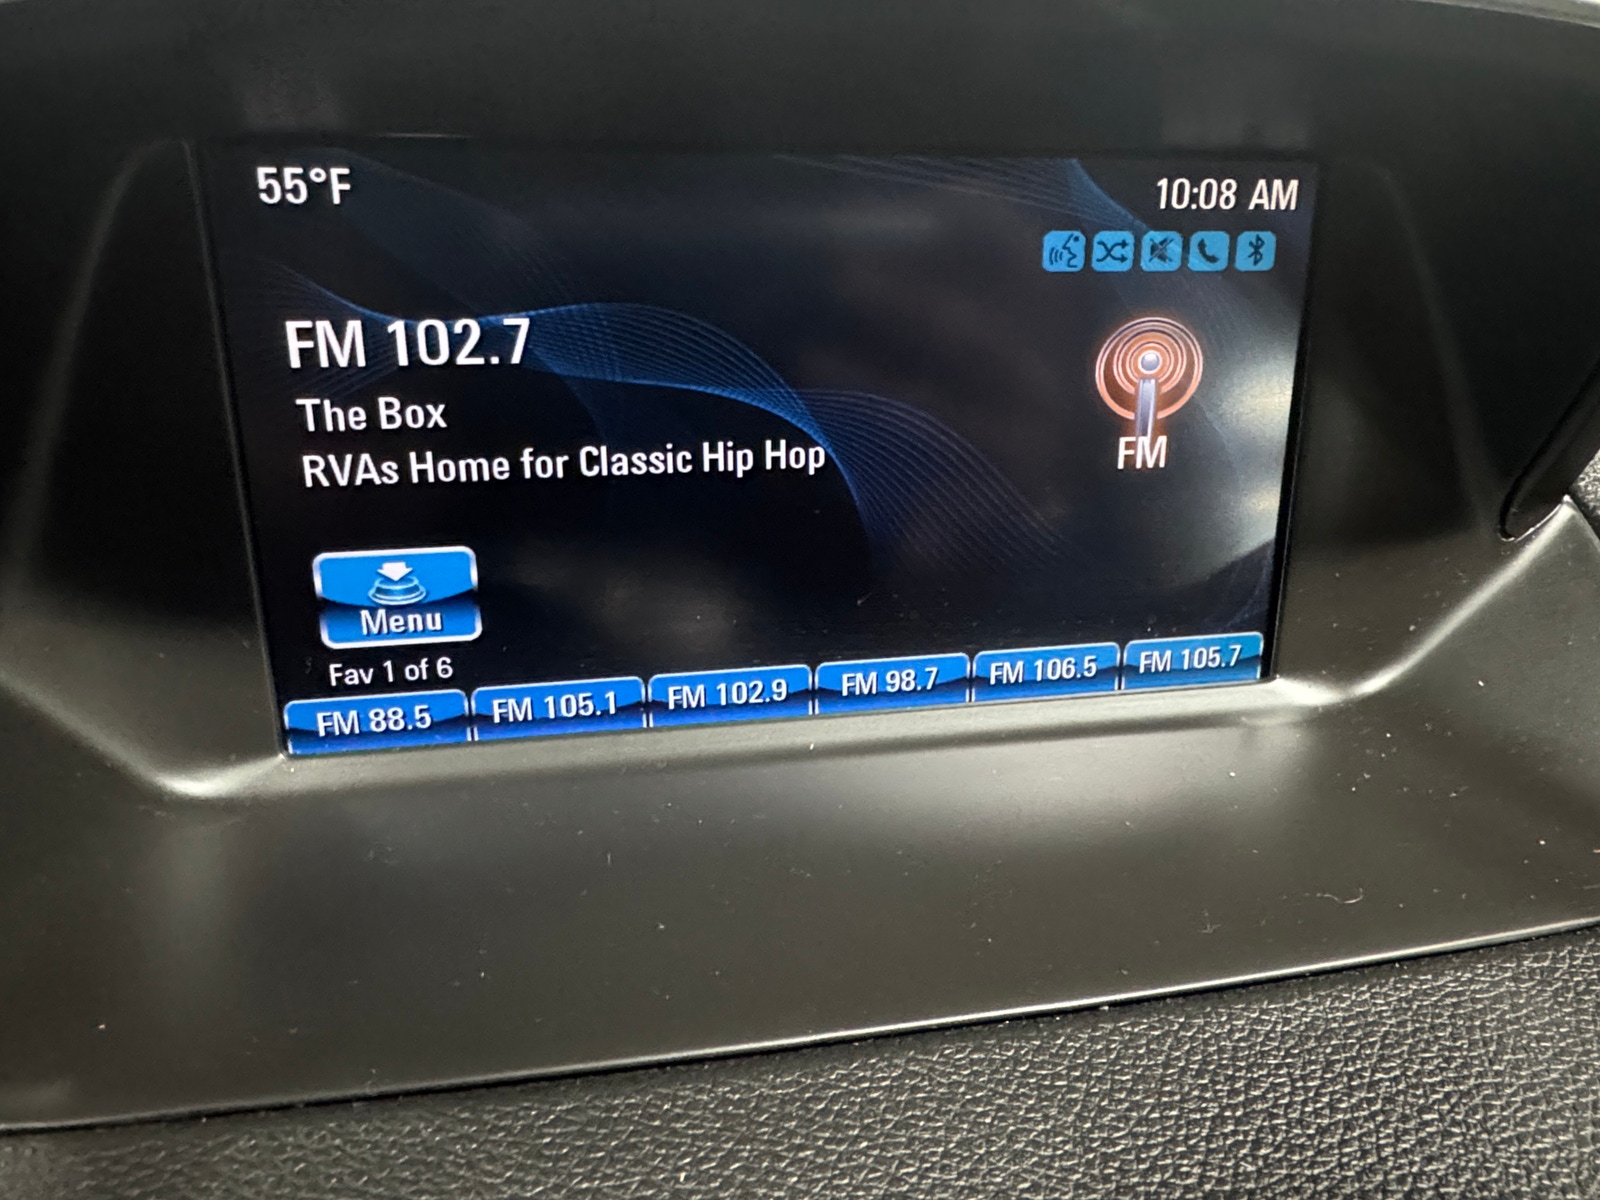 55°F
10:08 AM
FM 102.7
The Box
RVAs Home for Classic Hip Hop
FM
Menu
Fav 1 of 6
FM 88.5
FM 105.1
FM 102.9
FM 98.7
FM 106.5
FM 105.7